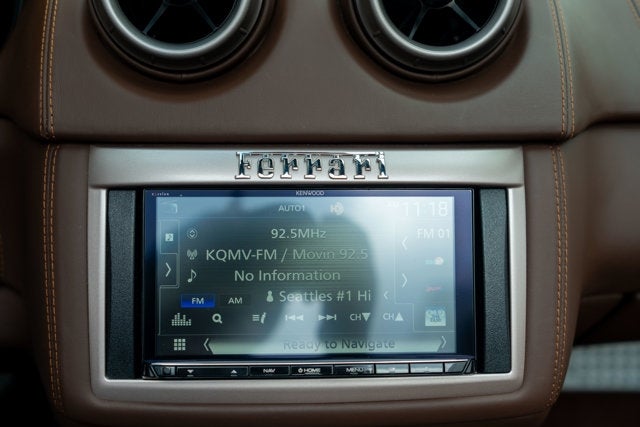 Ferrari
KENWOOD
AUTO1
11:18
92.5MHz
FM 01
KQMV-FM / Movin 92.5
No Information
Seattles #1 Hi
FM AM
CH▼ CH▲
Ready to Navigate
NAV HOME MENU